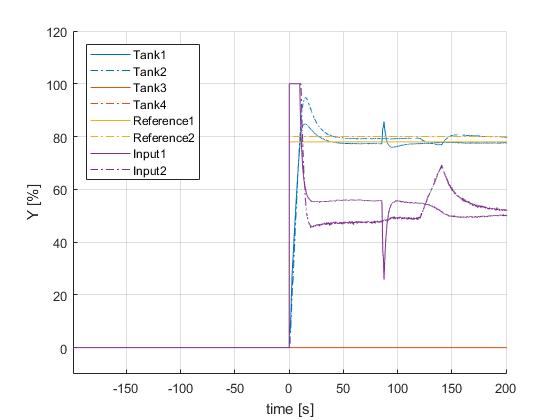 120
100
80
60
40
20
0
Y [%]
Tank1
Tank2
Tank3
Tank4
Reference1
Reference2
Input1
Input2
-150 -100 -50 0 50 100 150 200
time [s]